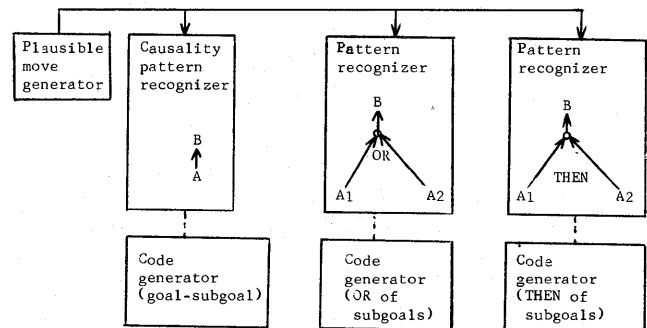 Plausible
move
generator
Causality
pattern
recognizer
B
A
Pattern
recognizer
B
OR
A1
A2
Pattern
recognizer
B
THEN
A1
A2
Code
generator
(goal-subgoal)
Code
generator
(OR of
subgoals)
Code
generator
(THEN of
subgoals)